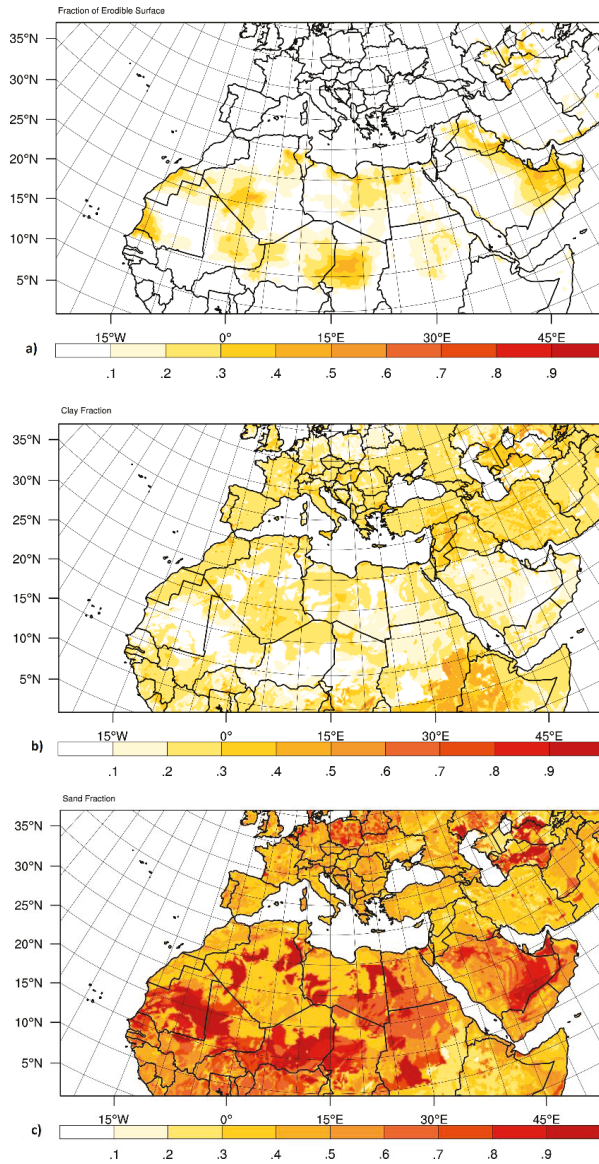 Fraction of Erodible Surface
35°N
30°N
25°N
20°N
15°N
10°N
5°N
15°W 0° 15°E 30°E 45°E
a)
.1 .2 .3 .4 .5 .6 .7 .8 .9
Clay Fraction
35°N
30°N
25°N
20°N
15°N
10°N
5°N
15°W 0° 15°E 30°E 45°E
b)
.1 .2 .3 .4 .5 .6 .7 .8 .9
Sand Fraction
35°N
30°N
25°N
20°N
15°N
10°N
5°N
15°W 0° 15°E 30°E 45°E
c)
.1 .2 .3 .4 .5 .6 .7 .8 .9